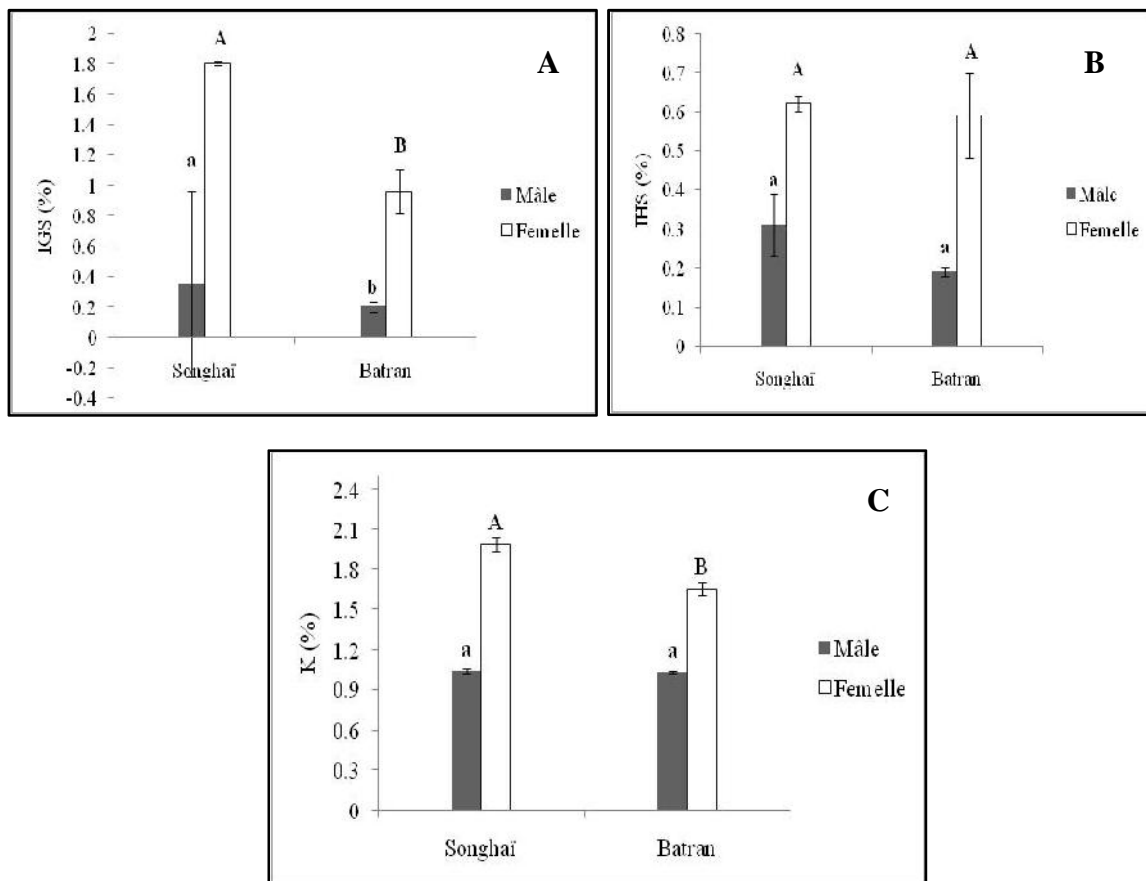 A
IGS (%)
2
1.8
1.6
1.4
1.2
1
0.8
0.6
0.4
0.2
0
-0.2
-0.4
a
A
b
B
Songhaï
Batran
Mâle
Femelle
B
IHS (%)
0.8
0.7
0.6
0.5
0.4
0.3
0.2
0.1
0
a
A
a
A
Songhaï
Batran
Mâle
Femelle
C
K (%)
2.4
2.1
1.8
1.5
1.2
0.9
0.6
0.3
0
a
A
a
B
Songhaï
Batran
Mâle
Femelle